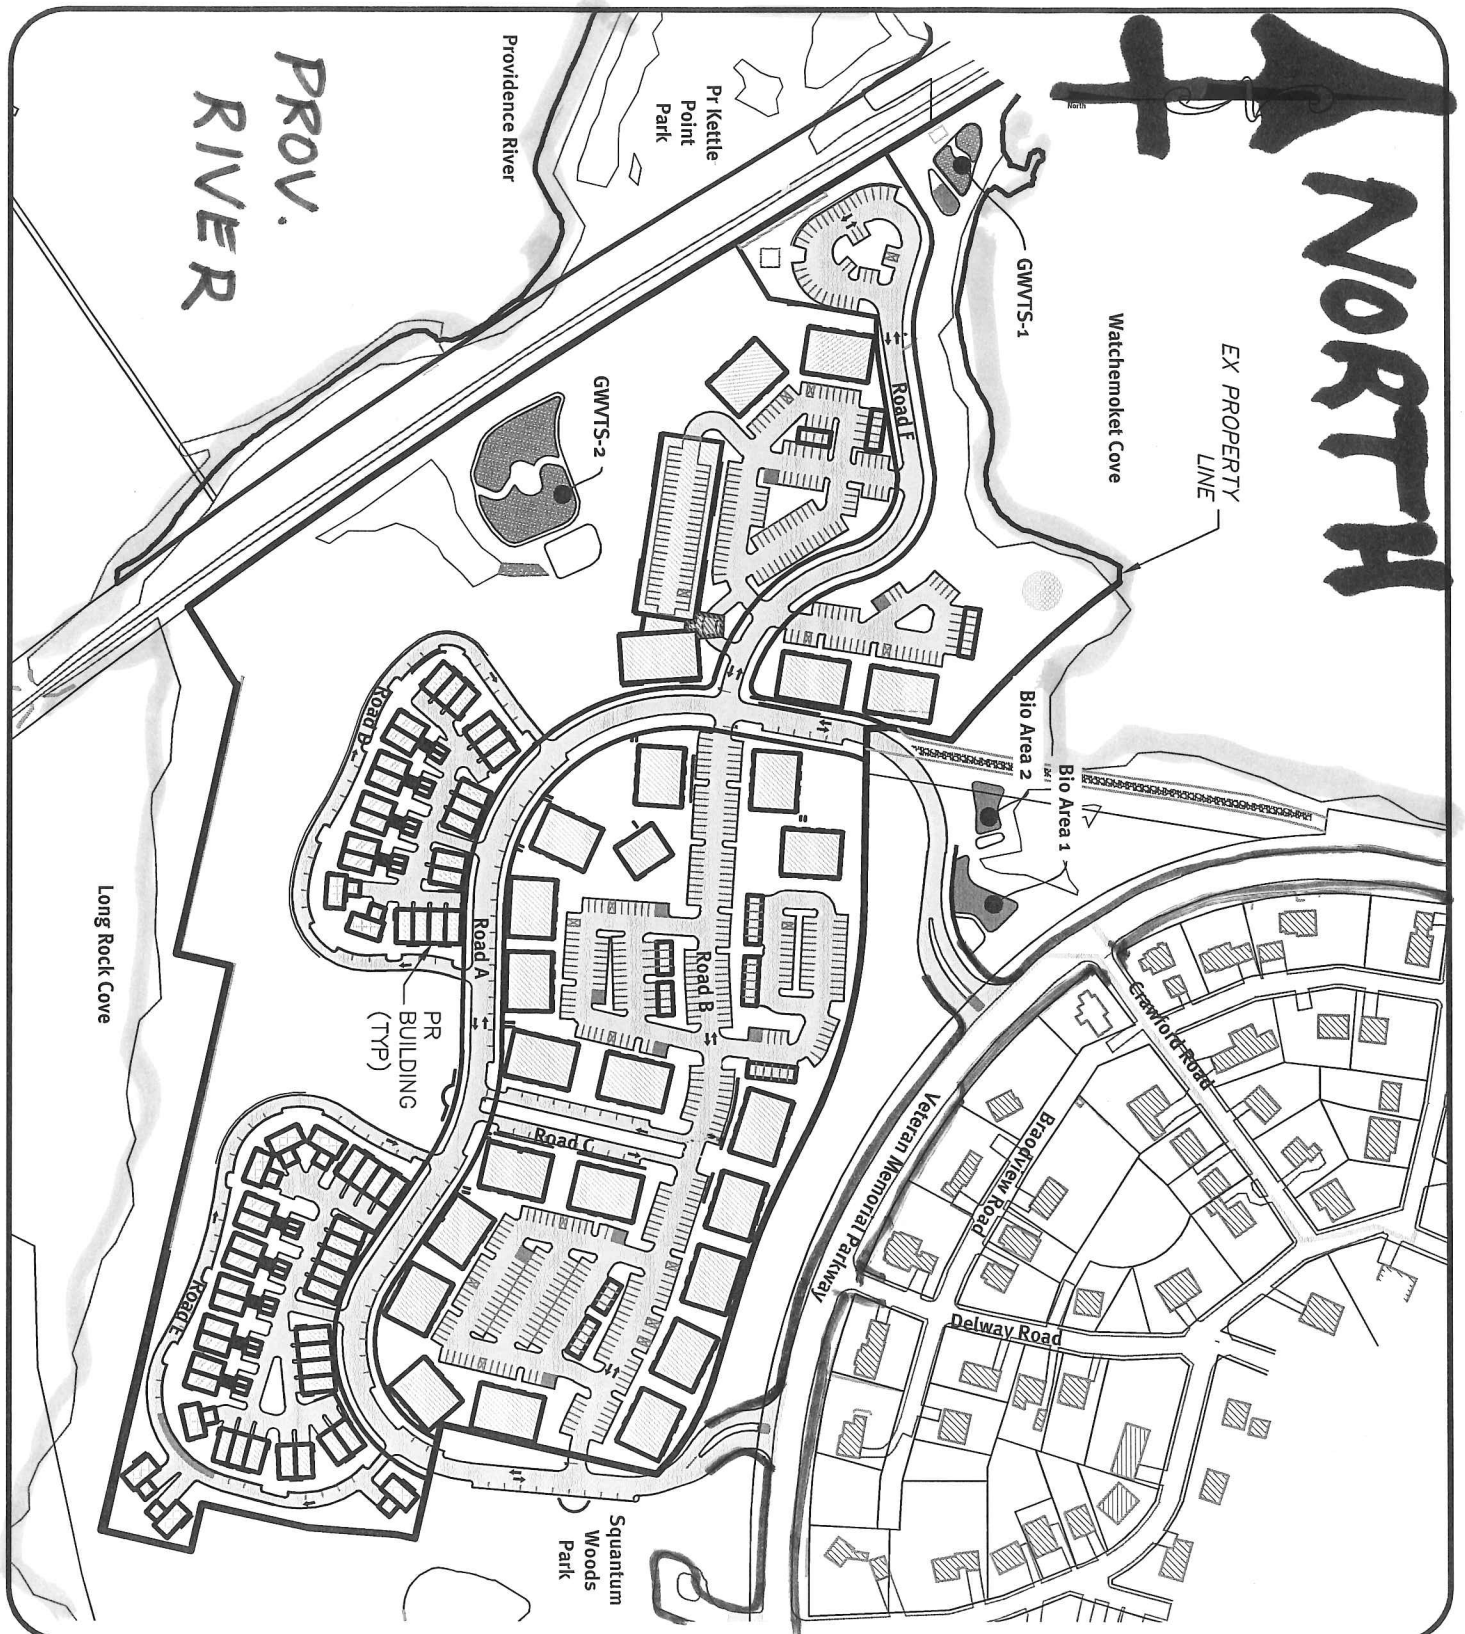 NORTH
North
PROV.
RIVER
Providence River
Pr Kettle
Point
Park
GWVTS-1
Watchemoket Cove
EX PROPERTY
LINE
GWVTS-2
Road F
Bio Area 2
Bio Area 1
Road D
Road A
Road B
Long Rock Cove
PR
BUILDING
(TYP)
Road C
Road E
Crawford Road
Broadview Road
Veteran Memorial Parkway
Delway Road
Squantum
Woods
Park